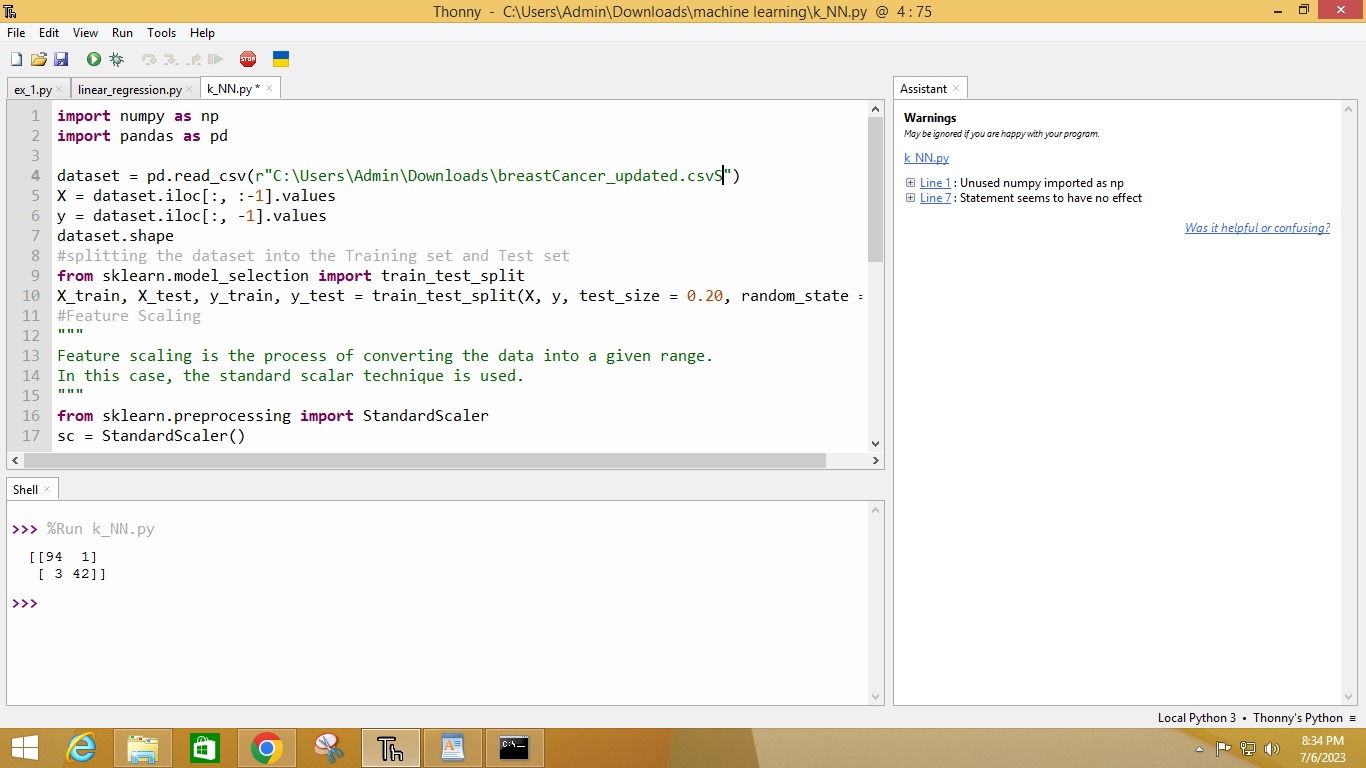 Thonny - C:\Users\Admin\Downloads\machine learning\k_NN.py @ 4 : 75
File Edit View Run Tools Help
STOP
ex_1.py × linear_regression.py × k_NN.py * ×
1 import numpy as np
2 import pandas as pd
3
4 dataset = pd.read_csv(r"C:\Users\Admin\Downloads\breastCancer_updated.csvS")
5 X = dataset.iloc[:, :-1].values
6 y = dataset.iloc[:, -1].values
7 dataset.shape
8 #splitting the dataset into the Training set and Test set
9 from sklearn.model_selection import train_test_split
10 X_train, X_test, y_train, y_test = train_test_split(X, y, test_size = 0.20, random_state =
11 #Feature Scaling
12 """
13 Feature scaling is the process of converting the data into a given range.
14 In this case, the standard scalar technique is used.
15 """
16 from sklearn.preprocessing import StandardScaler
17 sc = StandardScaler()
Shell ×
>>> %Run k_NN.py
[[94  1]
[ 3 42]]
>>>
Assistant ×
Warnings
May be ignored if you are happy with your program.
k_NN.py
Line 1 : Unused numpy imported as np
Line 7 : Statement seems to have no effect
Was it helpful or confusing?
Local Python 3 • Thonny's Python ≡
Th
8:34 PM
7/6/2023